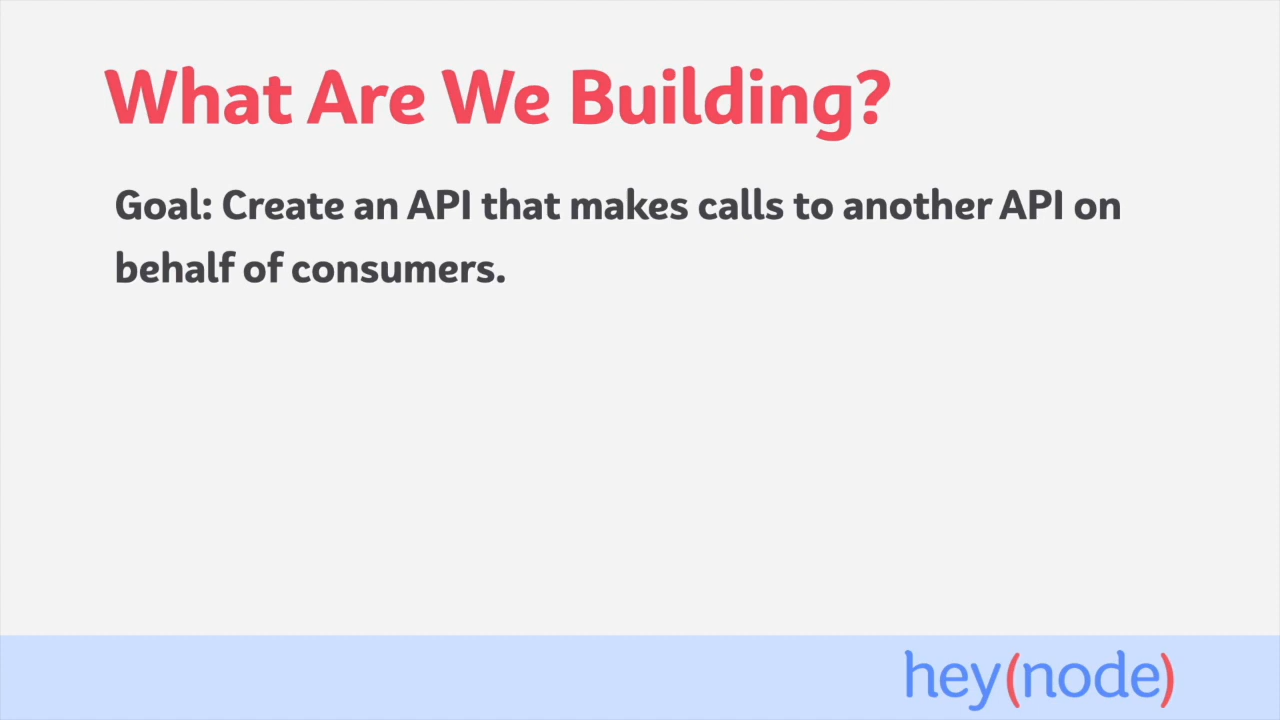 What Are We Building?
Goal: Create an API that makes calls to another API on
behalf of consumers.
hey(node)